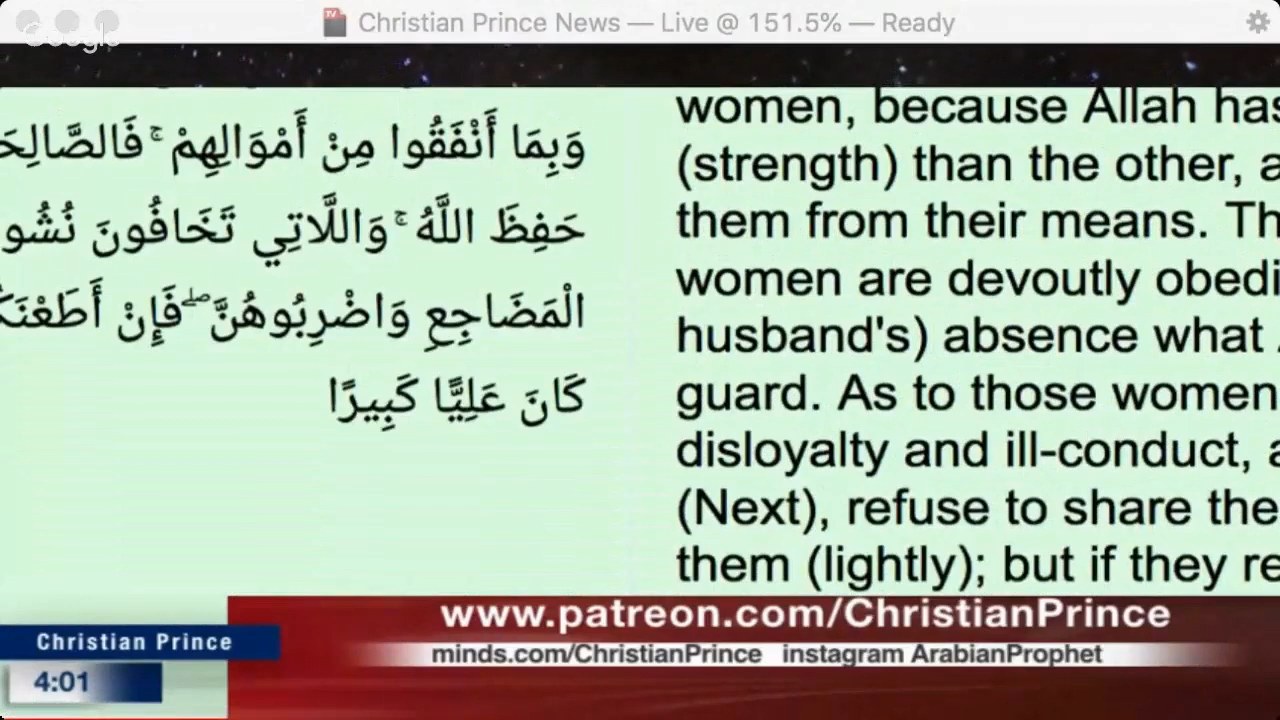 Christian Prince News — Live @ 151.5% — Ready
Google
وَبِمَا أَنْفَقُوا مِنْ أَمْوَالِهِمْ ۚ فَالصَّالِحَ
حَفِظَ اللَّهُ ۚ وَاللَّاتِي تَخَافُونَ نُشُو
الْمَضَاجِعِ وَاضْرِبُوهُنَّ ۖ فَإِنْ أَطَعْنَكُ
كَانَ عَلِيًّا كَبِيرًا
women, because Allah has
(strength) than the other, a
them from their means. Th
women are devoutly obedi
husband's) absence what A
guard. As to those women
disloyalty and ill-conduct, a
(Next), refuse to share the
them (lightly); but if they re
www.patreon.com/ChristianPrince
minds.com/ChristianPrince instagram ArabianProphet
Christian Prince
4:01